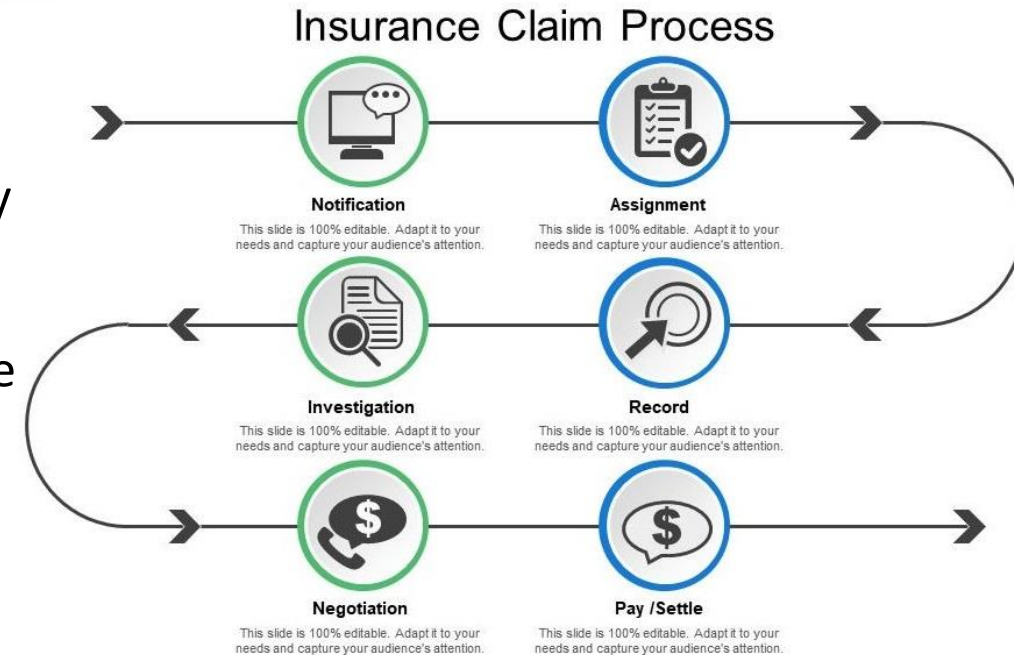 Insurance Claim Process
Notification
This slide is 100% editable. Adapt it to your
needs and capture your audience's attention.
Assignment
This slide is 100% editable. Adapt it to your
needs and capture your audience's attention.
y
Record
This slide is 100% editable. Adapt it to your
needs and capture your audience's attention.
Investigation
This slide is 100% editable. Adapt it to your
needs and capture your audience's attention.
e
$
Negotiation
This slide is 100% editable. Adapt it to your
needs and capture your audience's attention.
$
Pay /Settle
This slide is 100% editable. Adapt it to your
needs and capture your audience's attention.